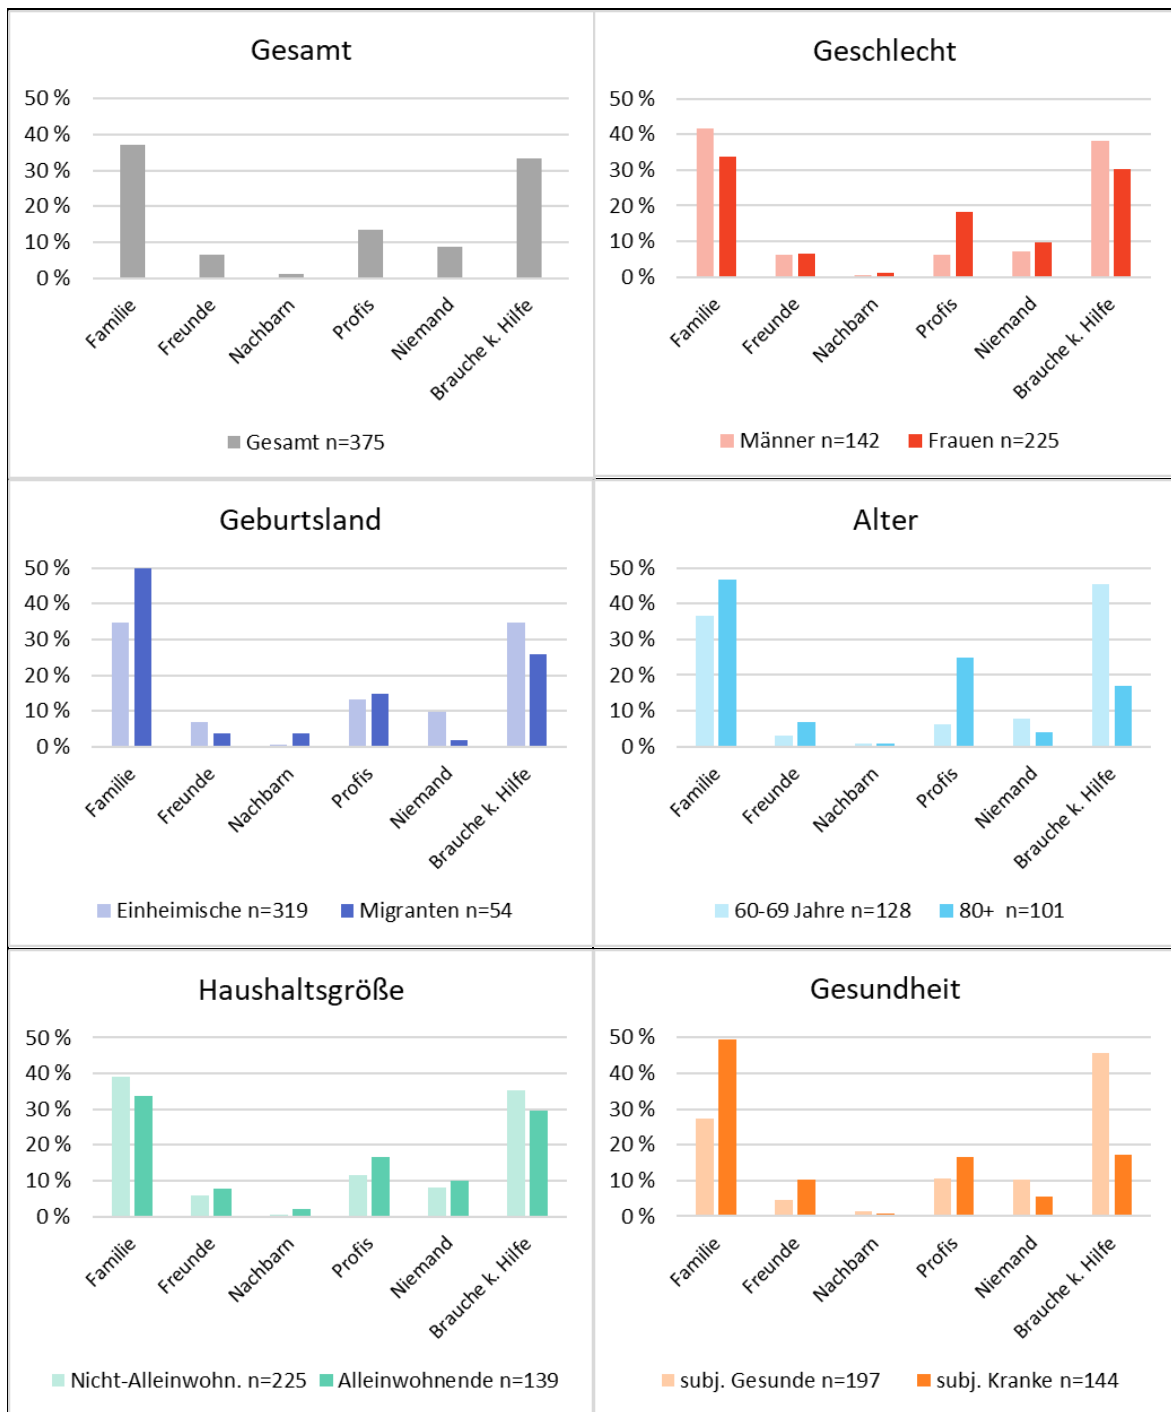 Gesamt
50 %
40 %
30 %
20 %
10 %
0 %
Familie
Freunde
Nachbarn
Profis
Niemand
Brauche k. Hilfe
Gesamt n=375
Geschlecht
50 %
40 %
30 %
20 %
10 %
0 %
Familie
Freunde
Nachbarn
Profis
Niemand
Brauche k. Hilfe
Männer n=142 Frauen n=225
Geburtsland
50 %
40 %
30 %
20 %
10 %
0 %
Familie
Freunde
Nachbarn
Profis
Niemand
Brauche k. Hilfe
Einheimische n=319 Migranten n=54
Alter
50 %
40 %
30 %
20 %
10 %
0 %
Familie
Freunde
Nachbarn
Profis
Niemand
Brauche k. Hilfe
60-69 Jahre n=128 80+ n=101
Haushaltsgröße
50 %
40 %
30 %
20 %
10 %
0 %
Familie
Freunde
Nachbarn
Profis
Niemand
Brauche k. Hilfe
Nicht-Alleinwohn. n=225 Alleinwohnende n=139
Gesundheit
50 %
40 %
30 %
20 %
10 %
0 %
Familie
Freunde
Nachbarn
Profis
Niemand
Brauche k. Hilfe
subj. Gesunde n=197 subj. Kranke n=144